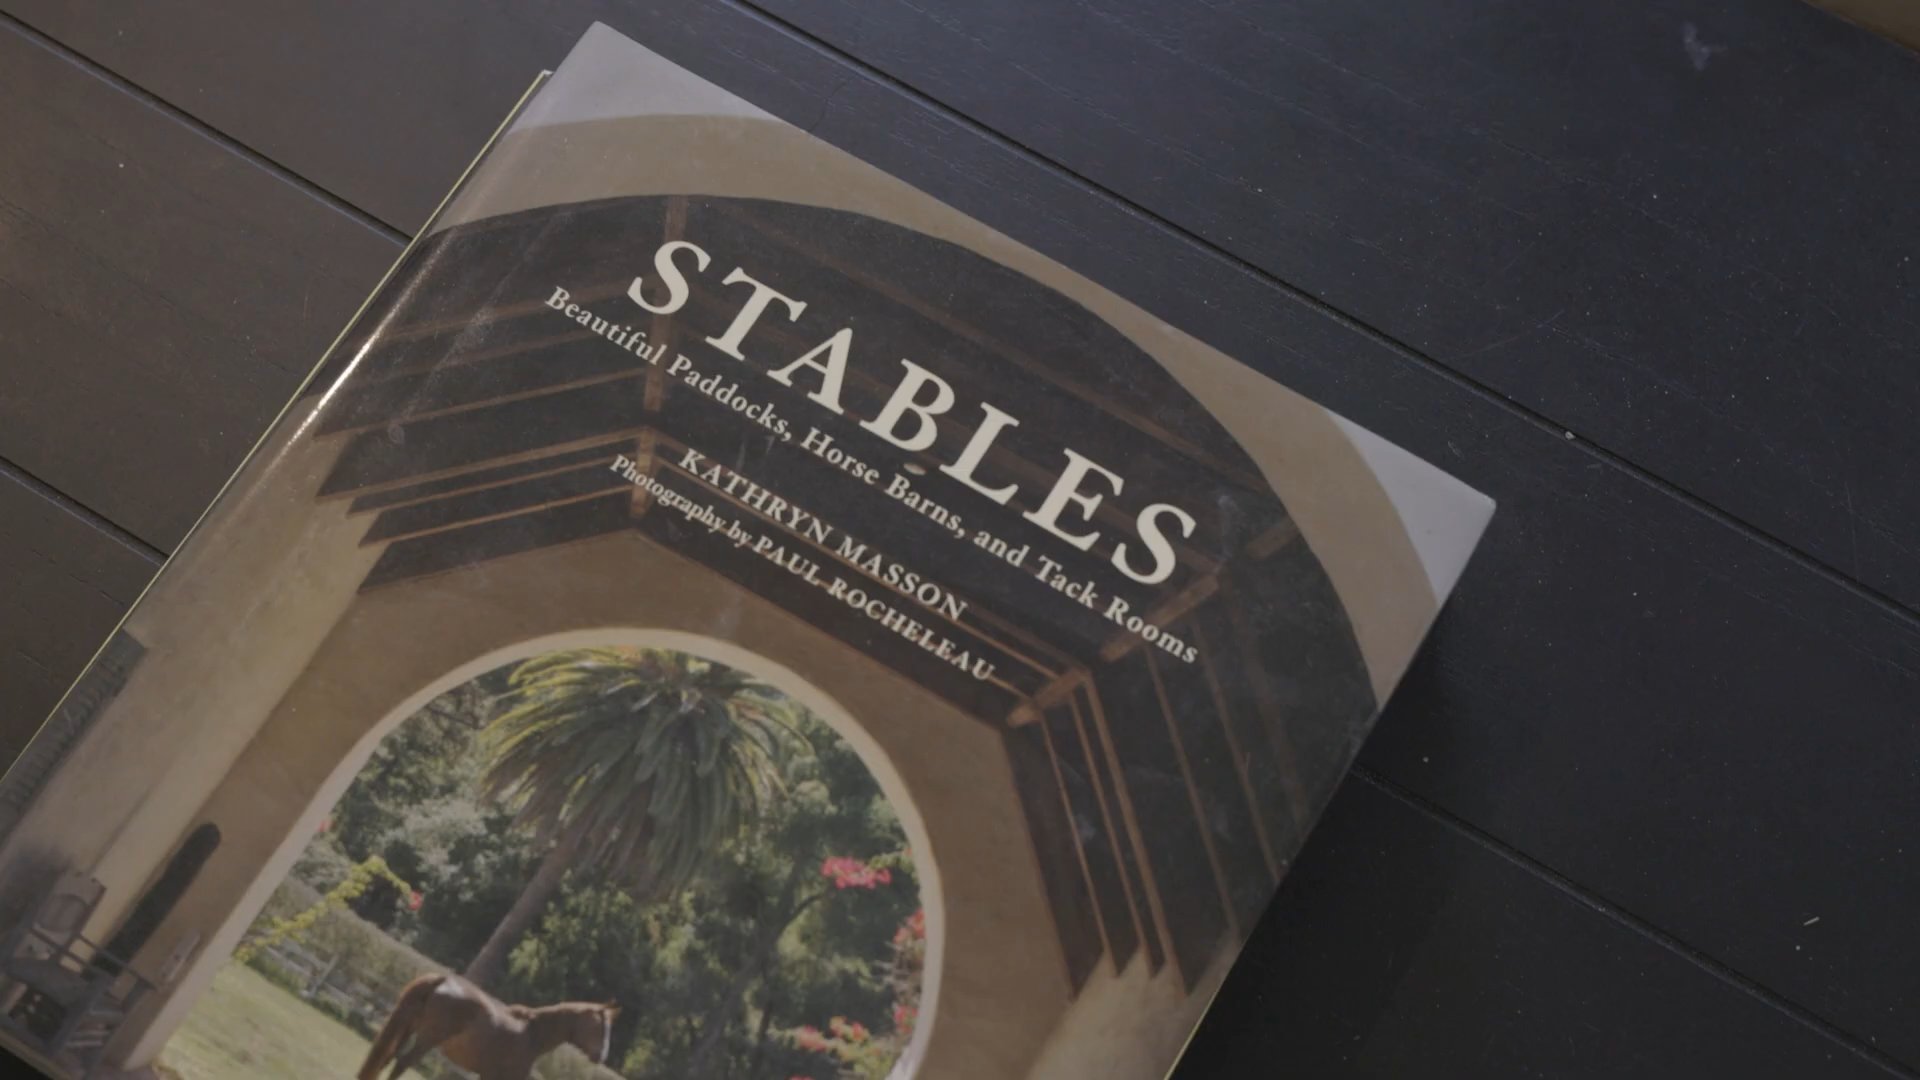 STABLES
Beautiful Paddocks, Horse Barns, and Tack Rooms
KATHRYN MASSON
Photography by PAUL ROCHELEAU